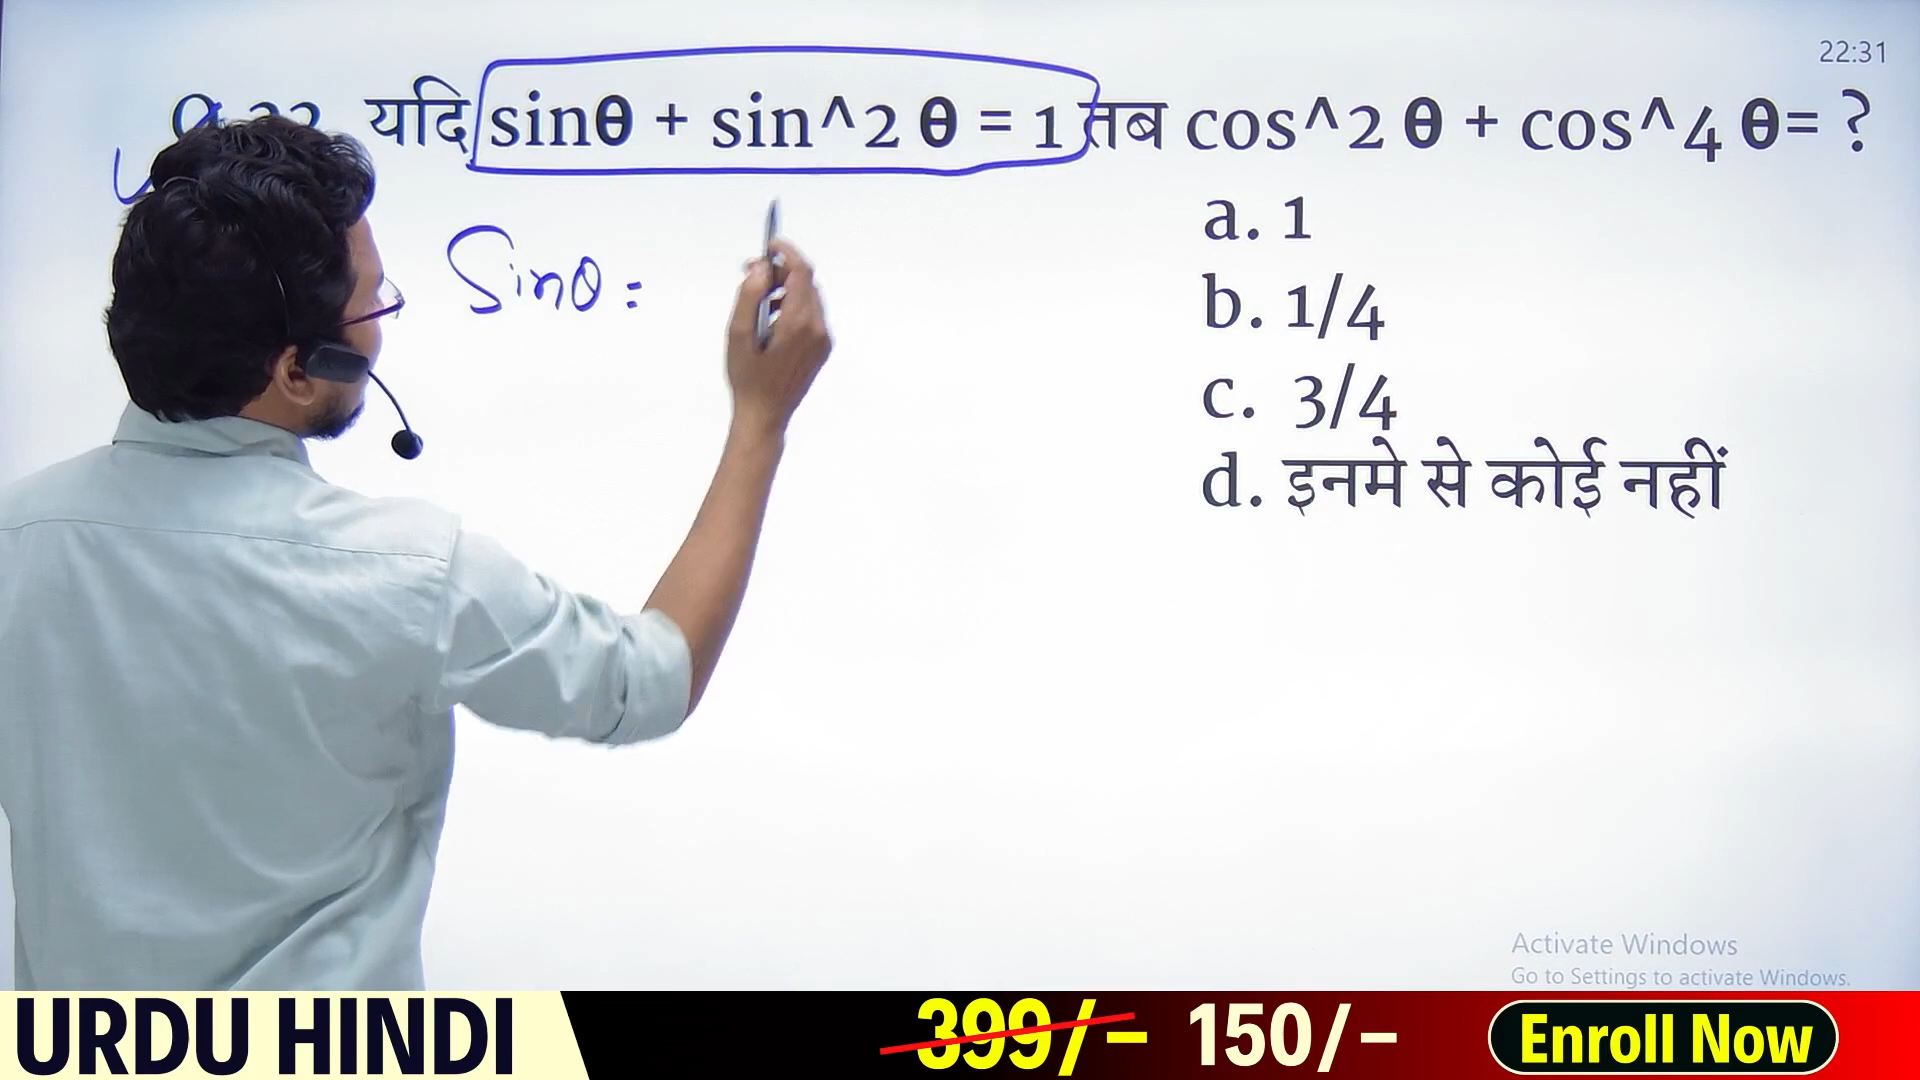 22:31
यदि sinθ + sin^2 θ = 1 तब cos^2 θ + cos^4 θ= ?
a. 1
b. 1/4
c. 3/4
d. इनमे से कोई नहीं
Sinθ =
Activate Windows
Go to Settings to activate Windows.
URDU HINDI
399/- 150/-
Enroll Now